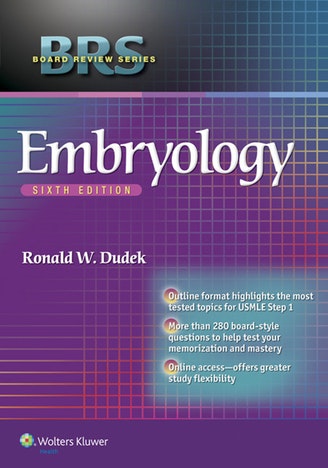 BRS
BOARD REVIEW SERIES
Embryology
SIXTH EDITION
Ronald W. Dudek
Outline format highlights the most
tested topics for USMLE Step 1
More than 280 board-style
questions to help test your
memorization and mastery
Online access—offers greater
study flexibility
Wolters Kluwer
Health